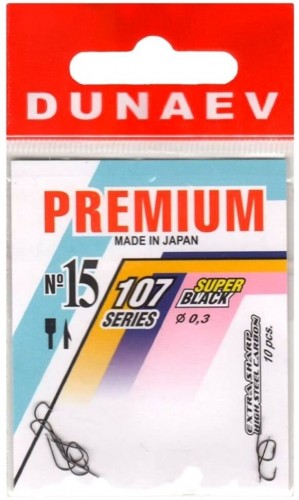 DUNAEV
PREMIUM
MADE IN JAPAN
№15
107
SERIES
SUPER
BLACK
Ø 0,3
10 pcs.
EXTRA SHARP
HIGH STEEL CARBON